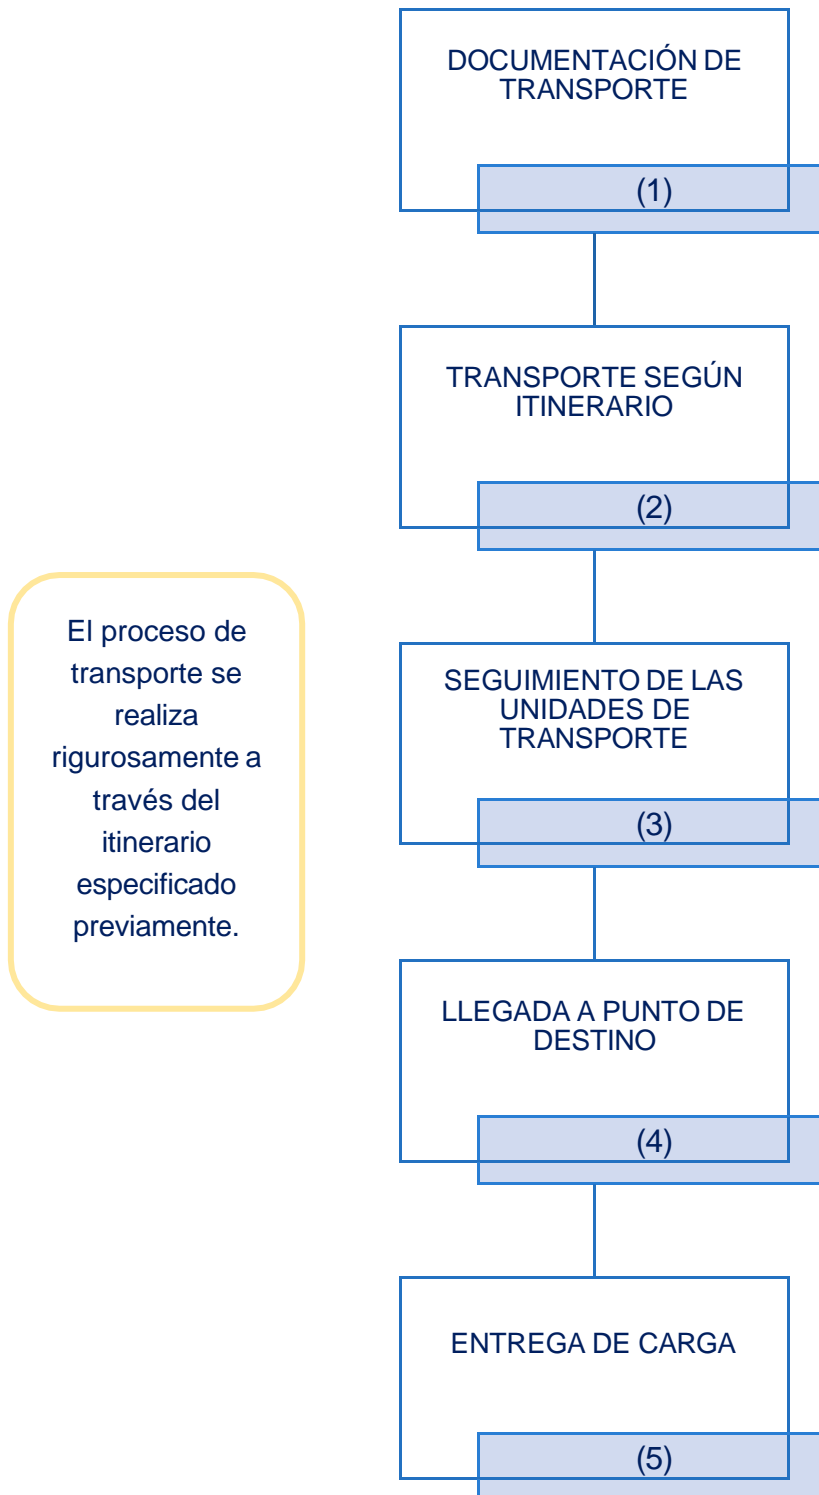 DOCUMENTACIÓN DE
TRANSPORTE
(1)
TRANSPORTE SEGÚN
ITINERARIO
(2)
El proceso de
transporte se
realiza
rigurosamente a
través del
itinerario
especificado
previamente.
SEGUIMIENTO DE LAS
UNIDADES DE
TRANSPORTE
(3)
LLEGADA A PUNTO DE
DESTINO
(4)
ENTREGA DE CARGA
(5)